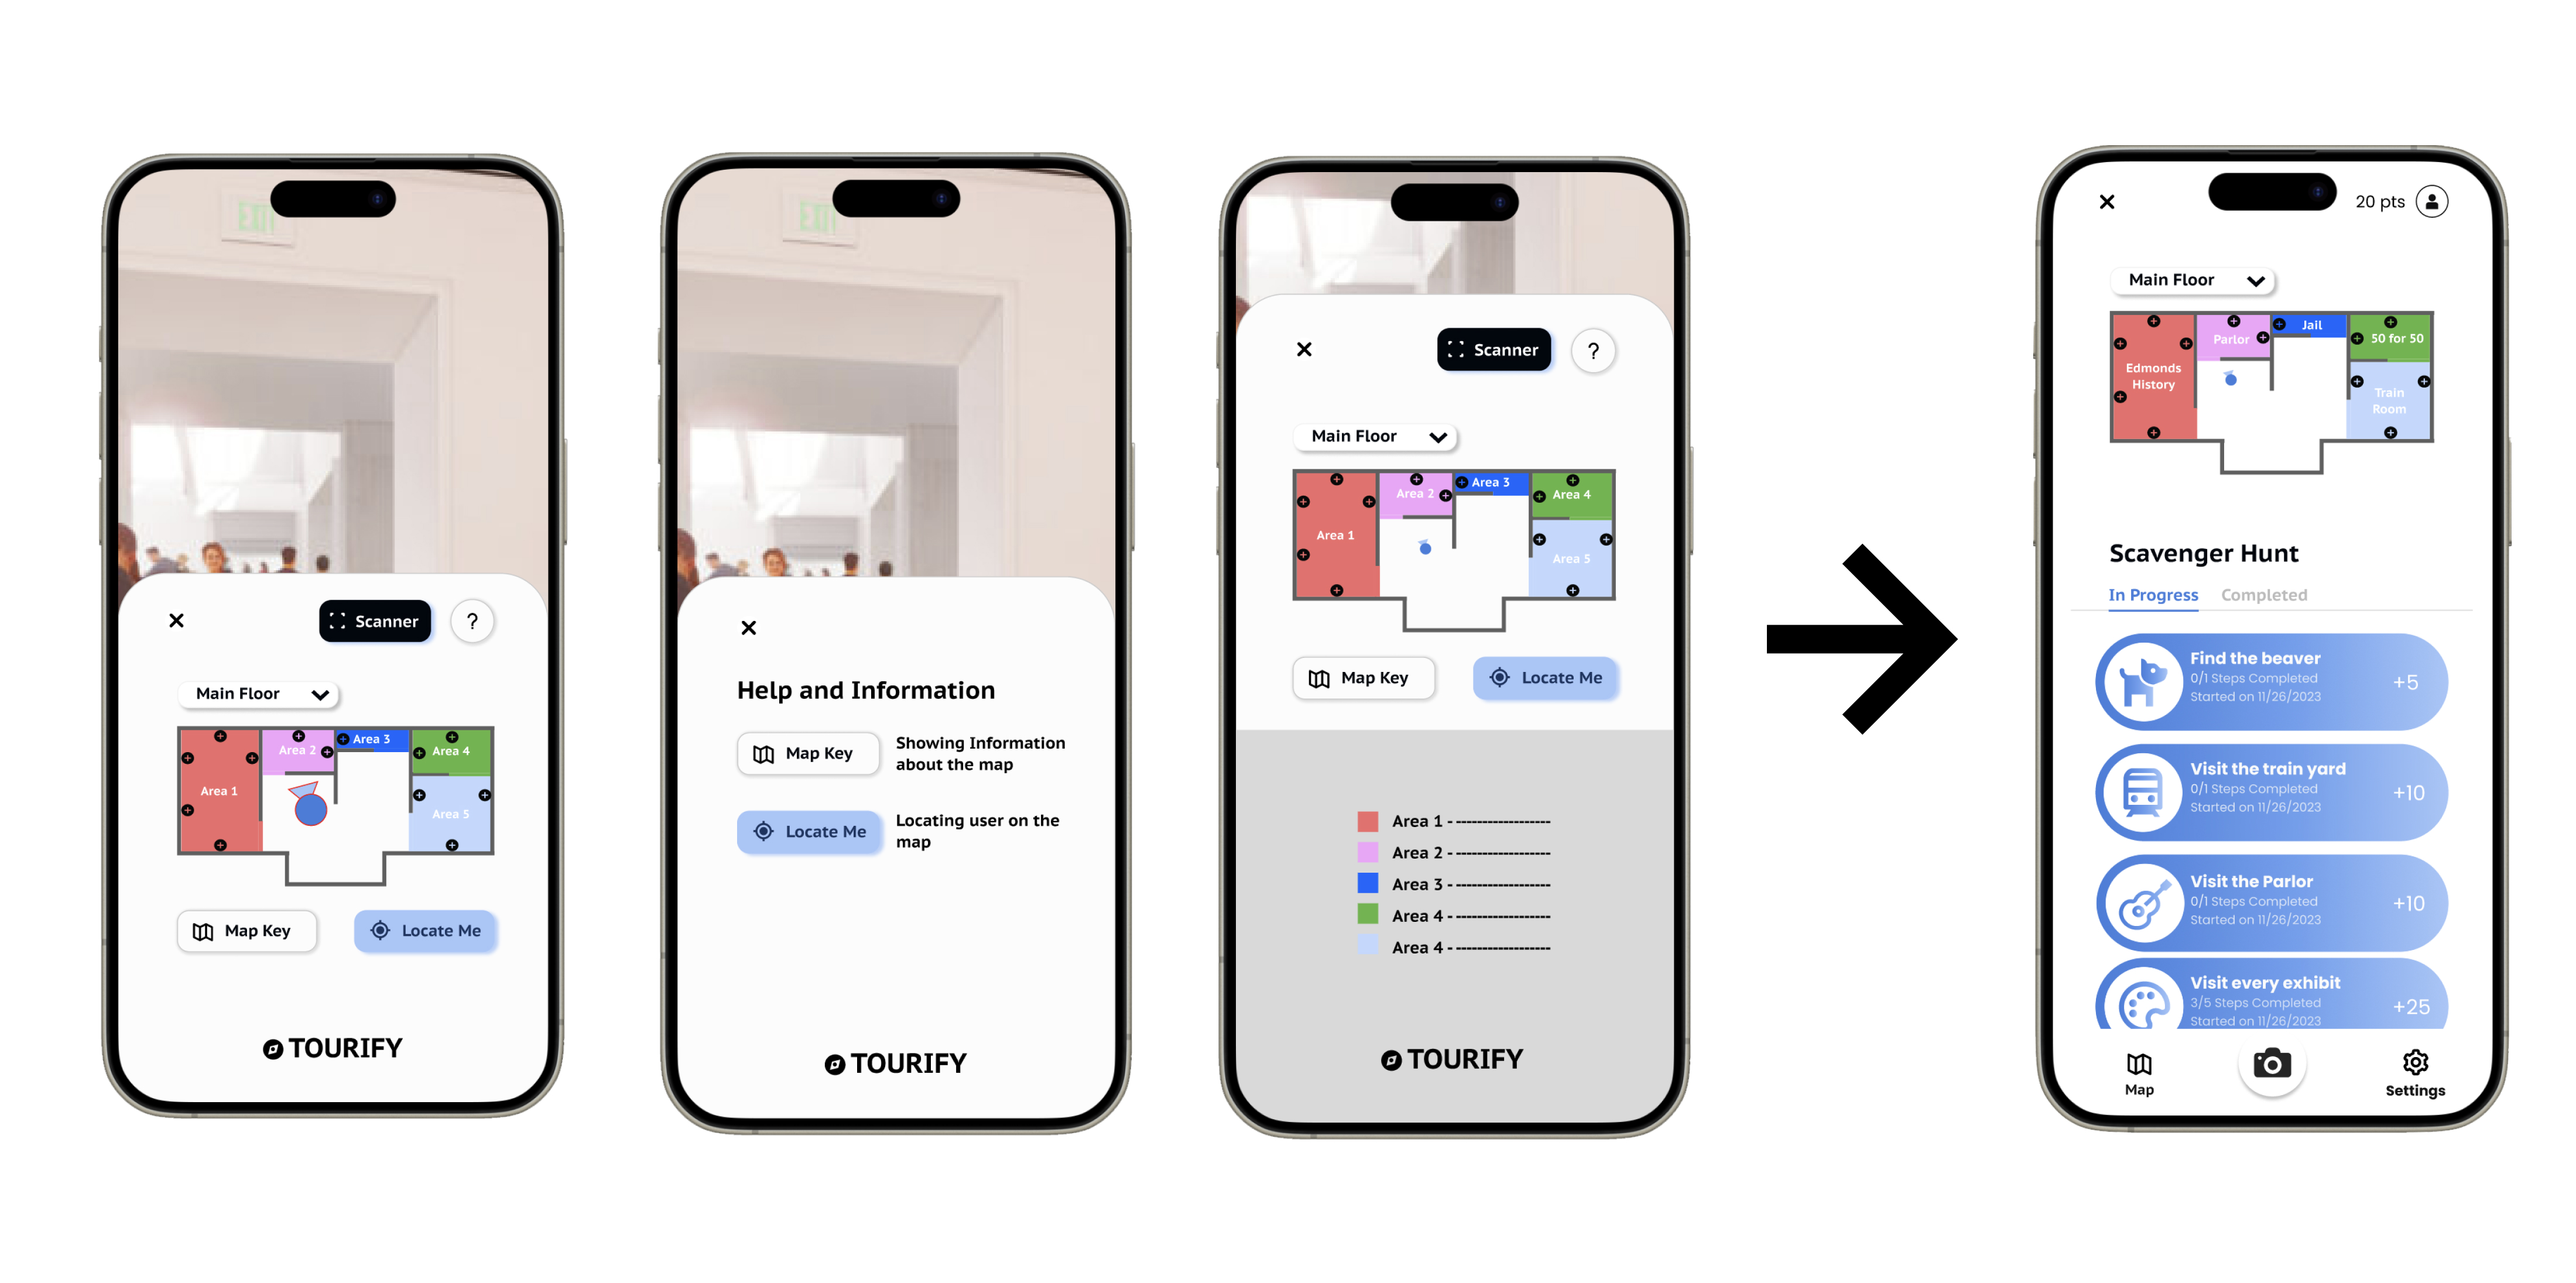 EXIT
Scanner
?
Main Floor
Area 1
Area 2
Area 3
Area 4
Area 5
Map Key
Locate Me
TOURIFY
EXIT
Help and Information
Map Key
Showing Information
about the map
Locate Me
Locating user on the
map
TOURIFY
Scanner
?
Main Floor
Area 1
Area 2
Area 3
Area 4
Area 5
Map Key
Locate Me
Area 1 - -------------------
Area 2 - -------------------
Area 3 - -------------------
Area 4 - -------------------
Area 4 - -------------------
TOURIFY
20 pts
Main Floor
Edmonds
History
Parlor
Jail
50 for 50
Train
Room
Scavenger Hunt
In Progress
Completed
Find the beaver
0/1 Steps Completed
Started on 11/26/2023
+5
Visit the train yard
0/1 Steps Completed
Started on 11/26/2023
+10
Visit the Parlor
0/1 Steps Completed
Started on 11/26/2023
+10
Visit every exhibit
3/5 Steps Completed
Started on 11/26/2023
+25
Map
Settings